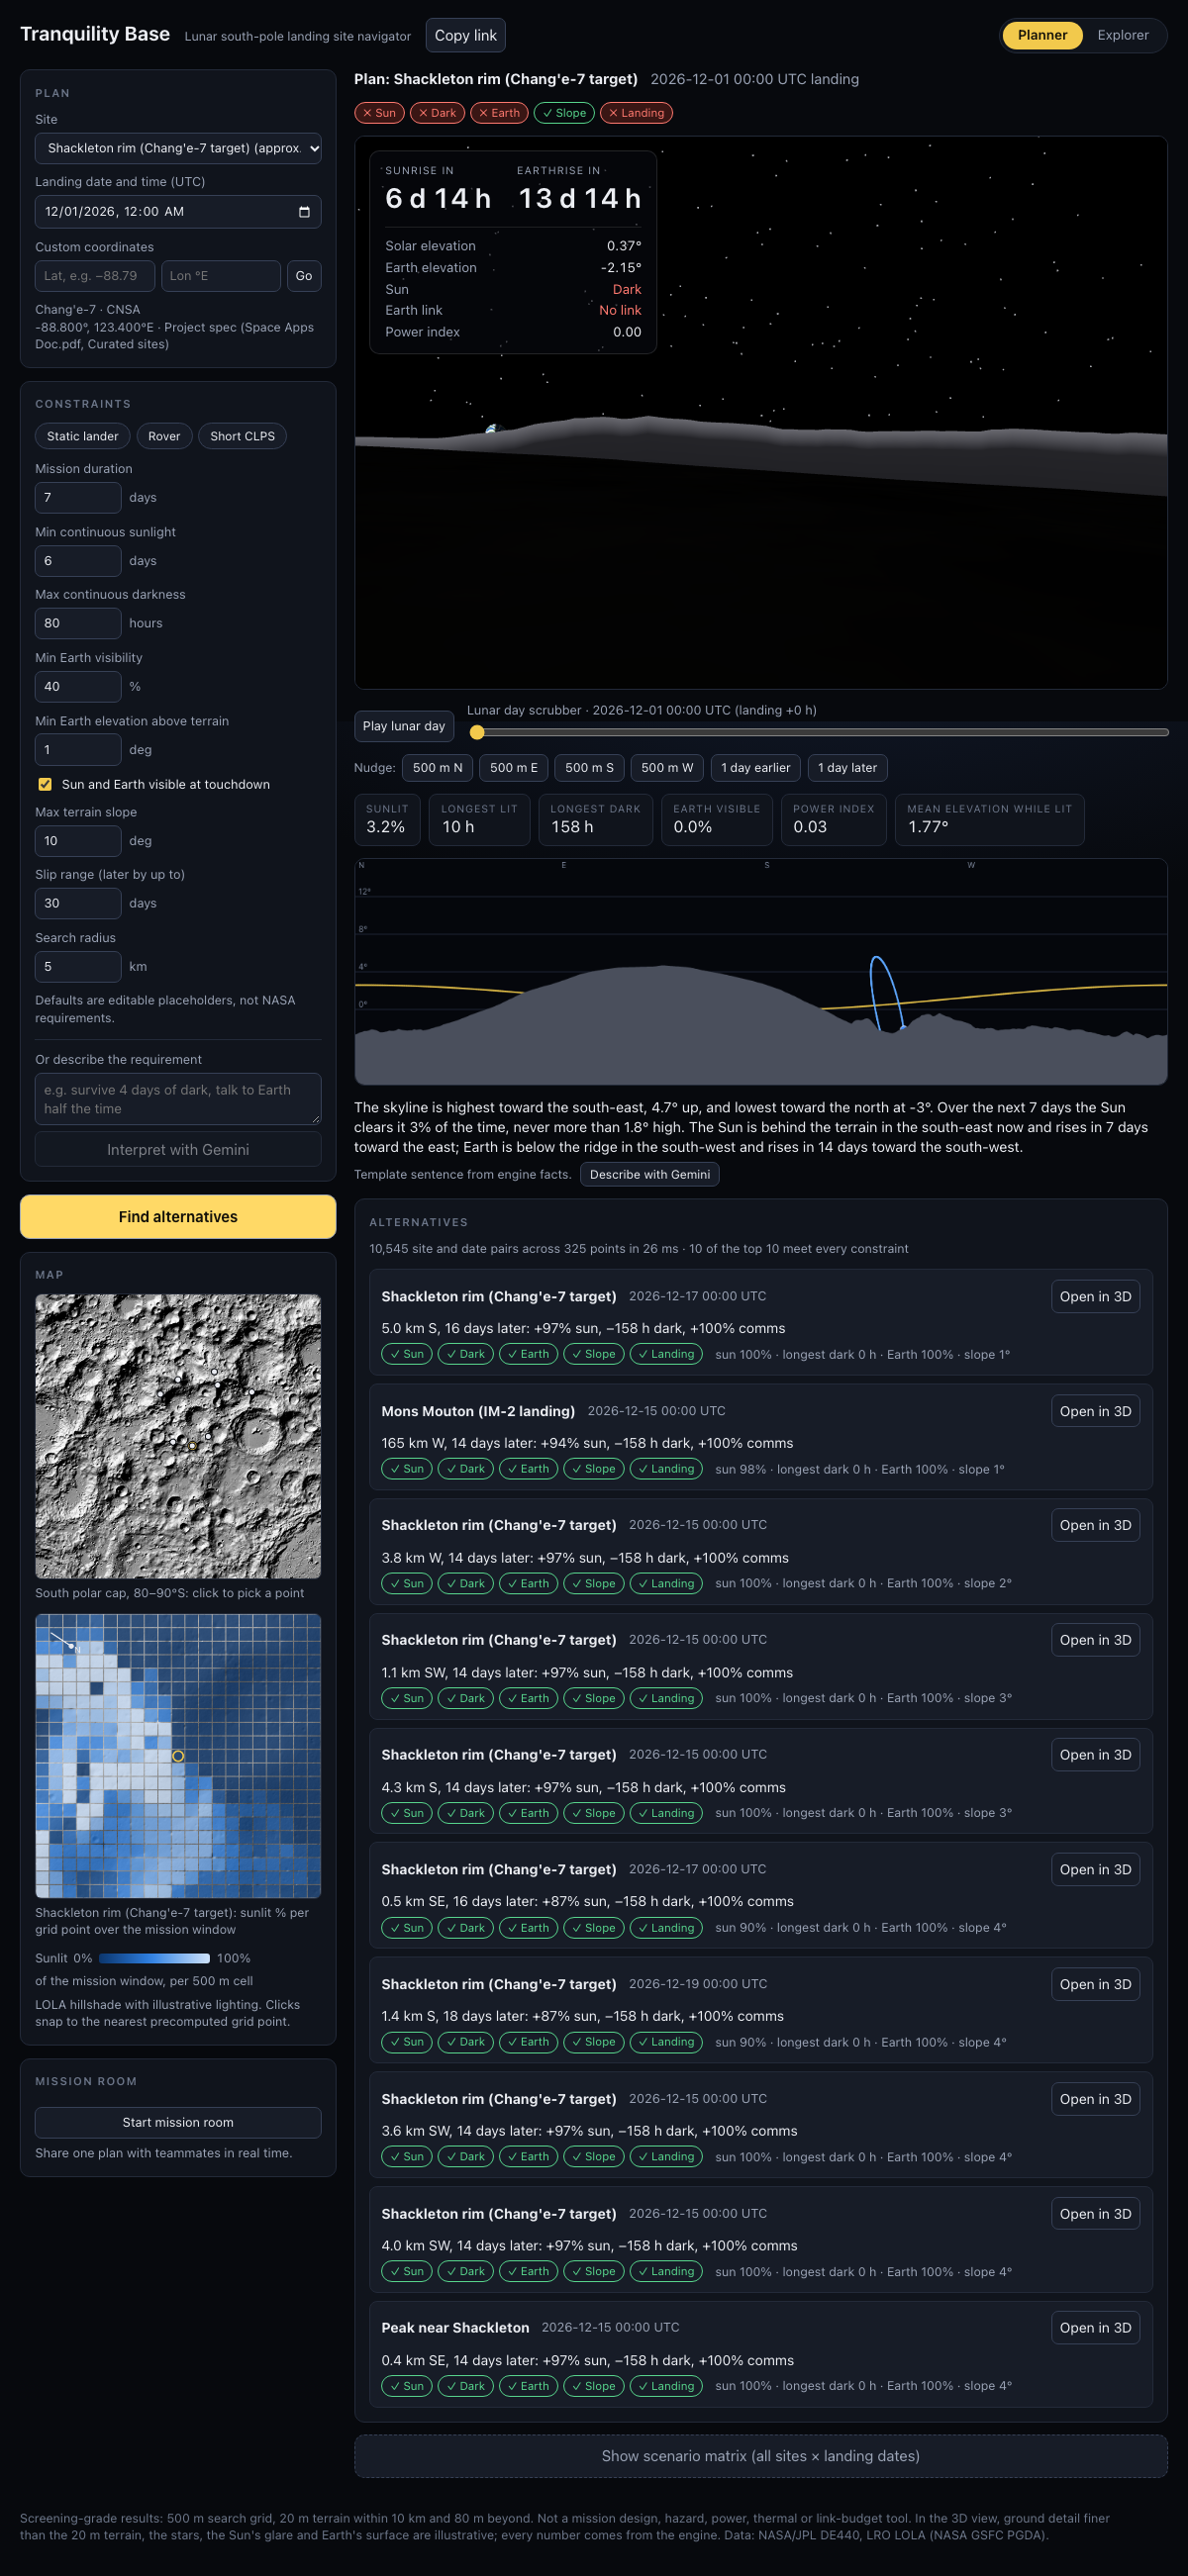 Tranquility Base Lunar south-pole landing site navigator Copy link Planner Explorer
PLAN
Site
Shackleton rim (Chang'e-7 target) (approx.
Landing date and time (UTC)
12/01/2026, 12:00 AM
Custom coordinates
Lat, e.g. −88.79 Lon °E Go
Chang'e-7 · CNSA
-88.800°, 123.400°E · Project spec (Space Apps
Doc.pdf, Curated sites)
CONSTRAINTS
Static lander Rover Short CLPS
Mission duration
7 days
Min continuous sunlight
6 days
Max continuous darkness
80 hours
Min Earth visibility
40 %
Min Earth elevation above terrain
1 deg
Sun and Earth visible at touchdown
Max terrain slope
10 deg
Slip range (later by up to)
30 days
Search radius
5 km
Defaults are editable placeholders, not NASA
requirements.
Or describe the requirement
e.g. survive 4 days of dark, talk to Earth
half the time
Interpret with Gemini
Find alternatives
MAP
South polar cap, 80–90°S: click to pick a point
N
Shackleton rim (Chang'e-7 target): sunlit % per
grid point over the mission window
Sunlit 0% 100%
of the mission window, per 500 m cell
LOLA hillshade with illustrative lighting. Clicks
snap to the nearest precomputed grid point.
MISSION ROOM
Start mission room
Share one plan with teammates in real time.
Plan: Shackleton rim (Chang'e-7 target) 2026-12-01 00:00 UTC landing
✕ Sun ✕ Dark ✕ Earth ✓ Slope ✕ Landing
SUNRISE IN EARTHRISE IN
6 d 14 h 13 d 14 h
Solar elevation 0.37°
Earth elevation -2.15°
Sun Dark
Earth link No link
Power index 0.00
Lunar day scrubber · 2026-12-01 00:00 UTC (landing +0 h)
Play lunar day
Nudge: 500 m N 500 m E 500 m S 500 m W 1 day earlier 1 day later
SUNLIT LONGEST LIT LONGEST DARK EARTH VISIBLE POWER INDEX MEAN ELEVATION WHILE LIT
3.2% 10 h 158 h 0.0% 0.03 1.77°
N E S W
12°
8°
4°
0°
The skyline is highest toward the south-east, 4.7° up, and lowest toward the north at -3°. Over the next 7 days the Sun
clears it 3% of the time, never more than 1.8° high. The Sun is behind the terrain in the south-east now and rises in 7 days
toward the east; Earth is below the ridge in the south-west and rises in 14 days toward the south-west.
Template sentence from engine facts. Describe with Gemini
ALTERNATIVES
10,545 site and date pairs across 325 points in 26 ms · 10 of the top 10 meet every constraint
Shackleton rim (Chang'e-7 target) 2026-12-17 00:00 UTC Open in 3D
5.0 km S, 16 days later: +97% sun, −158 h dark, +100% comms
✓ Sun ✓ Dark ✓ Earth ✓ Slope ✓ Landing sun 100% · longest dark 0 h · Earth 100% · slope 1°
Mons Mouton (IM-2 landing) 2026-12-15 00:00 UTC Open in 3D
165 km W, 14 days later: +94% sun, −158 h dark, +100% comms
✓ Sun ✓ Dark ✓ Earth ✓ Slope ✓ Landing sun 98% · longest dark 0 h · Earth 100% · slope 1°
Shackleton rim (Chang'e-7 target) 2026-12-15 00:00 UTC Open in 3D
3.8 km W, 14 days later: +97% sun, −158 h dark, +100% comms
✓ Sun ✓ Dark ✓ Earth ✓ Slope ✓ Landing sun 100% · longest dark 0 h · Earth 100% · slope 2°
Shackleton rim (Chang'e-7 target) 2026-12-15 00:00 UTC Open in 3D
1.1 km SW, 14 days later: +97% sun, −158 h dark, +100% comms
✓ Sun ✓ Dark ✓ Earth ✓ Slope ✓ Landing sun 100% · longest dark 0 h · Earth 100% · slope 3°
Shackleton rim (Chang'e-7 target) 2026-12-15 00:00 UTC Open in 3D
4.3 km S, 14 days later: +97% sun, −158 h dark, +100% comms
✓ Sun ✓ Dark ✓ Earth ✓ Slope ✓ Landing sun 100% · longest dark 0 h · Earth 100% · slope 3°
Shackleton rim (Chang'e-7 target) 2026-12-17 00:00 UTC Open in 3D
0.5 km SE, 16 days later: +87% sun, −158 h dark, +100% comms
✓ Sun ✓ Dark ✓ Earth ✓ Slope ✓ Landing sun 90% · longest dark 0 h · Earth 100% · slope 4°
Shackleton rim (Chang'e-7 target) 2026-12-19 00:00 UTC Open in 3D
1.4 km S, 18 days later: +87% sun, −158 h dark, +100% comms
✓ Sun ✓ Dark ✓ Earth ✓ Slope ✓ Landing sun 90% · longest dark 0 h · Earth 100% · slope 4°
Shackleton rim (Chang'e-7 target) 2026-12-15 00:00 UTC Open in 3D
3.6 km SW, 14 days later: +97% sun, −158 h dark, +100% comms
✓ Sun ✓ Dark ✓ Earth ✓ Slope ✓ Landing sun 100% · longest dark 0 h · Earth 100% · slope 4°
Shackleton rim (Chang'e-7 target) 2026-12-15 00:00 UTC Open in 3D
4.0 km SW, 14 days later: +97% sun, −158 h dark, +100% comms
✓ Sun ✓ Dark ✓ Earth ✓ Slope ✓ Landing sun 100% · longest dark 0 h · Earth 100% · slope 4°
Peak near Shackleton 2026-12-15 00:00 UTC Open in 3D
0.4 km SE, 14 days later: +97% sun, −158 h dark, +100% comms
✓ Sun ✓ Dark ✓ Earth ✓ Slope ✓ Landing sun 100% · longest dark 0 h · Earth 100% · slope 4°
Show scenario matrix (all sites × landing dates)
Screening-grade results: 500 m search grid, 20 m terrain within 10 km and 80 m beyond. Not a mission design, hazard, power, thermal or link-budget tool. In the 3D view, ground detail finer
than the 20 m terrain, the stars, the Sun's glare and Earth's surface are illustrative; every number comes from the engine. Data: NASA/JPL DE440, LRO LOLA (NASA GSFC PGDA).